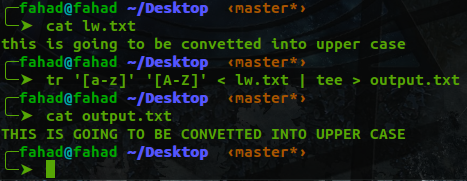 ╭─fahad@fahad ~/Desktop ‹master*›
╰─➤ cat lw.txt
this is going to be convetted into upper case
╭─fahad@fahad ~/Desktop ‹master*›
╰─➤ tr '[a-z]' '[A-Z]' < lw.txt | tee > output.txt
╭─fahad@fahad ~/Desktop ‹master*›
╰─➤ cat output.txt
THIS IS GOING TO BE CONVETTED INTO UPPER CASE
╭─fahad@fahad ~/Desktop ‹master*›
╰─➤